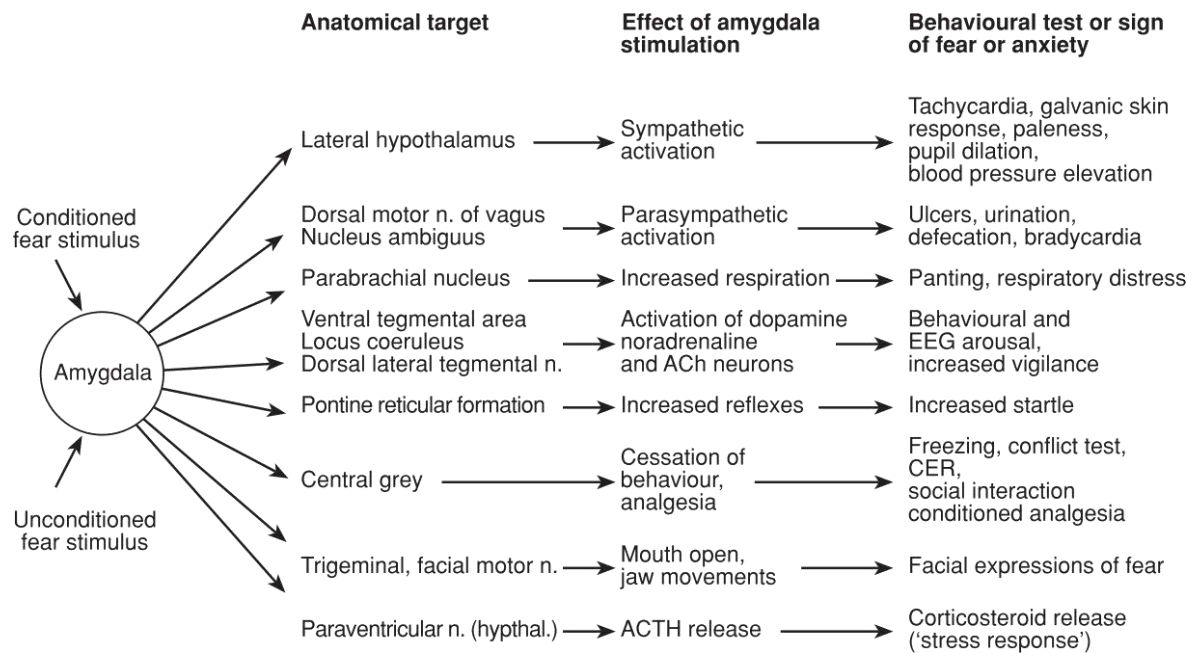 Anatomical target
Effect of amygdala
stimulation
Behavioural test or sign
of fear or anxiety
Conditioned
fear stimulus
Amygdala
Unconditioned
fear stimulus
Lateral hypothalamus
Sympathetic
activation
Tachycardia, galvanic skin
response, paleness,
pupil dilation,
blood pressure elevation
Dorsal motor n. of vagus
Nucleus ambiguus
Parasympathetic
activation
Ulcers, urination,
defecation, bradycardia
Parabrachial nucleus
Increased respiration
Panting, respiratory distress
Ventral tegmental area
Locus coeruleus
Dorsal lateral tegmental n.
Activation of dopamine
noradrenaline
and ACh neurons
Behavioural and
EEG arousal,
increased vigilance
Pontine reticular formation
Increased reflexes
Increased startle
Central grey
Cessation of
behaviour,
analgesia
Freezing, conflict test,
CER,
social interaction
conditioned analgesia
Trigeminal, facial motor n.
Mouth open,
jaw movements
Facial expressions of fear
Paraventricular n. (hypthal.)
ACTH release
Corticosteroid release
(‘stress response’)